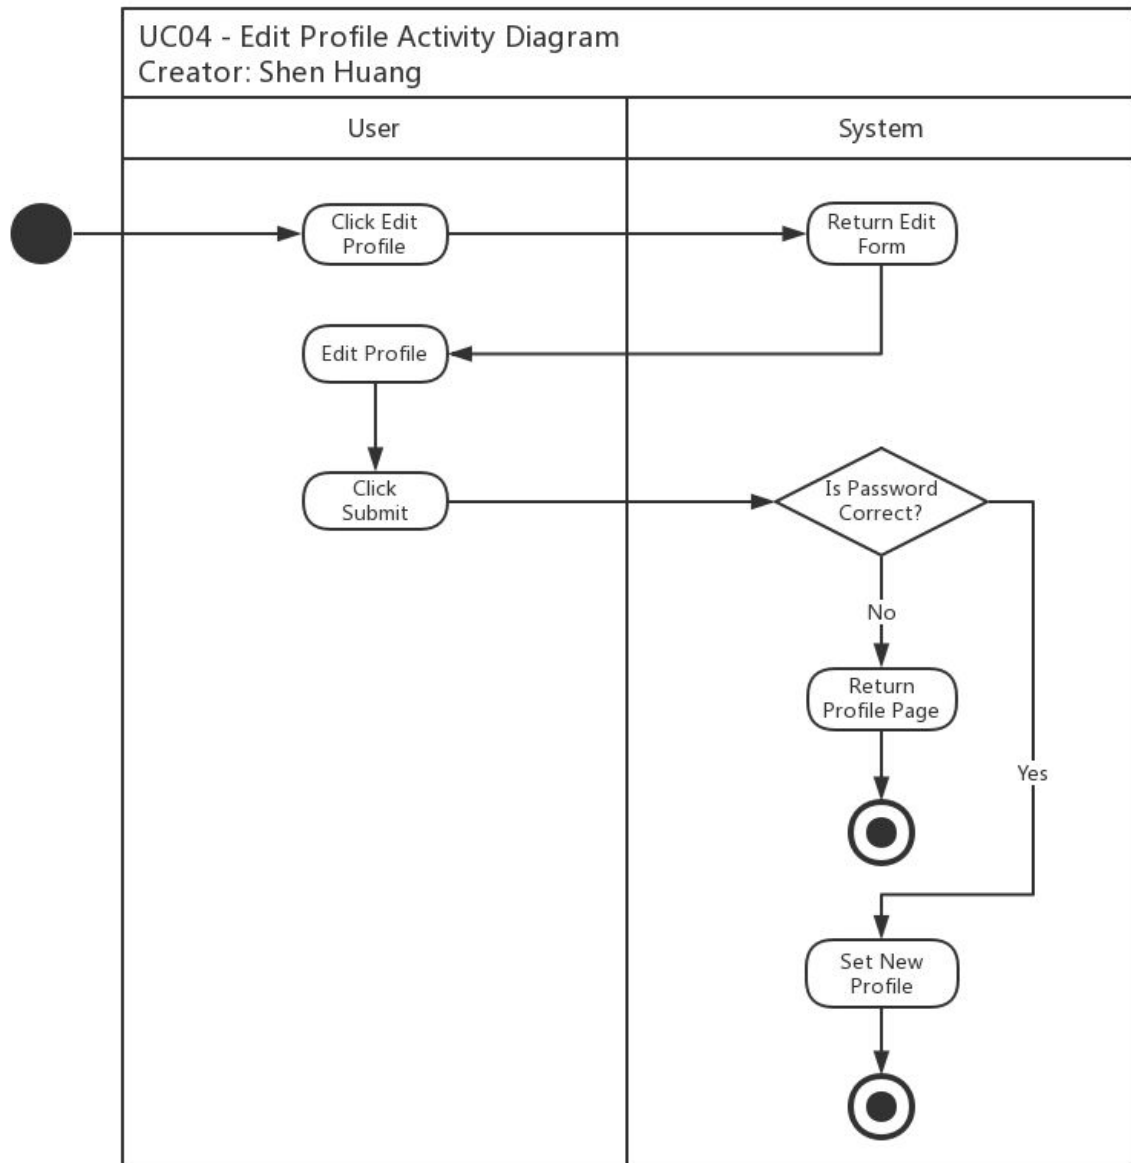 UC04 - Edit Profile Activity Diagram
Creator: Shen Huang
User
System
Click Edit
Profile
Return Edit
Form
Edit Profile
Click
Submit
Is Password
Correct?
No
Return
Profile Page
Yes
Set New
Profile